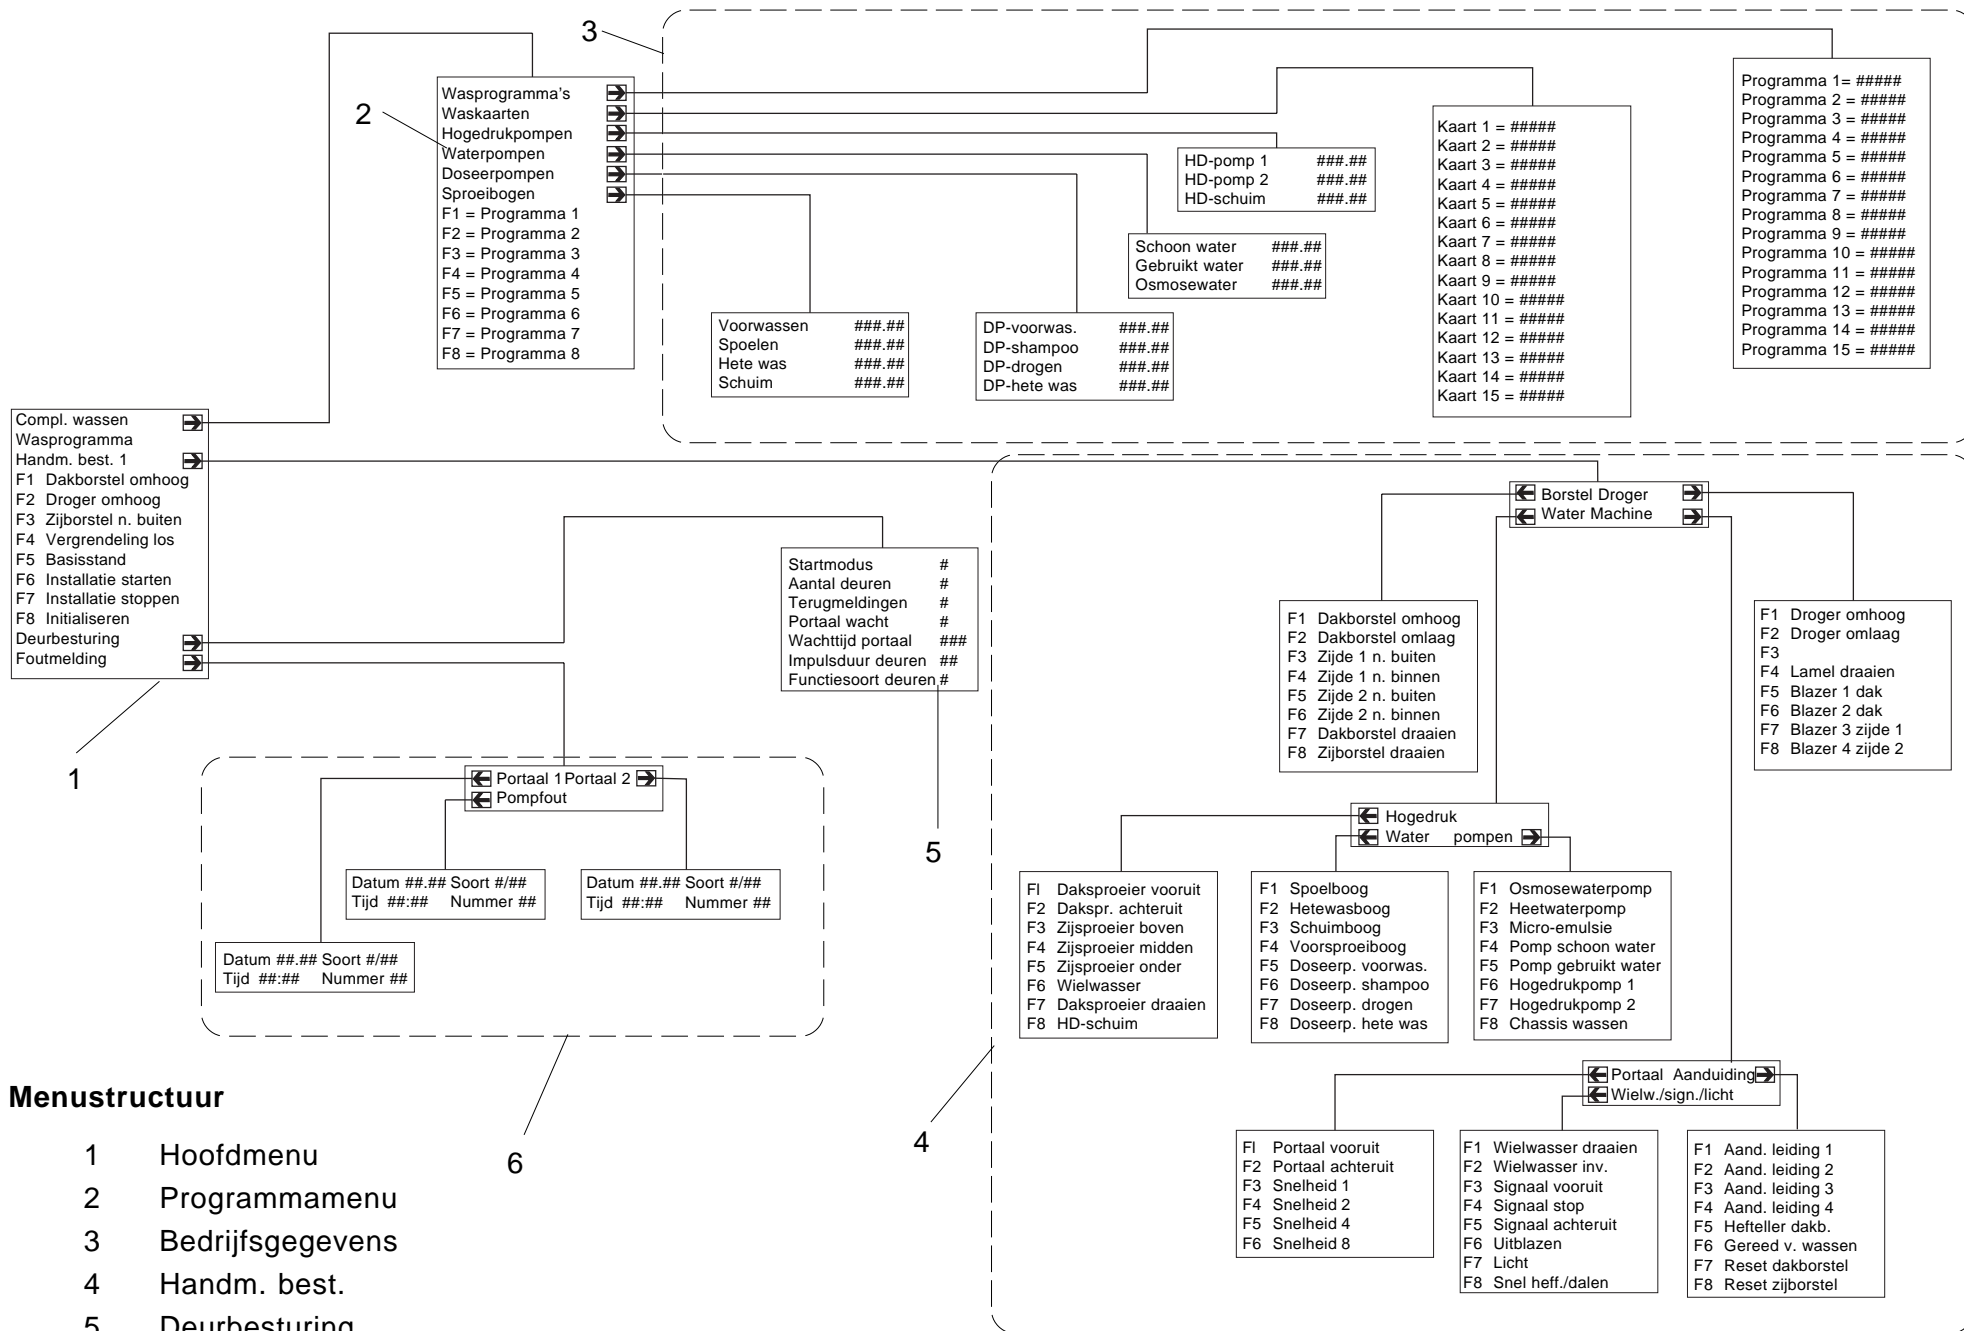 3
Wasprogramma's
Waskaarten
Hogedrukpompen
Waterpompen
Doseerpompen
Sproeibogen
F1 = Programma 1
F2 = Programma 2
F3 = Programma 3
F4 = Programma 4
F5 = Programma 5
F6 = Programma 6
F7 = Programma 7
F8 = Programma 8
2
Programma 1= #####
Programma 2 = #####
Programma 3 = #####
Programma 4 = #####
Programma 5 = #####
Programma 6 = #####
Programma 7 = #####
Programma 8 = #####
Programma 9 = #####
Programma 10 = #####
Programma 11 = #####
Programma 12 = #####
Programma 13 = #####
Programma 14 = #####
Programma 15 = #####
Kaart 1 = #####
Kaart 2 = #####
Kaart 3 = #####
Kaart 4 = #####
Kaart 5 = #####
Kaart 6 = #####
Kaart 7 = #####
Kaart 8 = #####
Kaart 9 = #####
Kaart 10 = #####
Kaart 11 = #####
Kaart 12 = #####
Kaart 13 = #####
Kaart 14 = #####
Kaart 15 = #####
HD-pomp 1 ###.##
HD-pomp 2 ###.##
HD-schuim ###.##
Schoon water ###.##
Gebruikt water ###.##
Osmosewater ###.##
Voorwassen ###.##
Spoelen ###.##
Hete was ###.##
Schuim ###.##
DP-voorwas. ###.##
DP-shampoo ###.##
DP-drogen ###.##
DP-hete was ###.##
Compl. wassen
Wasprogramma
Handm. best. 1
F1 Dakborstel omhoog
F2 Droger omhoog
F3 Zijborstel n. buiten
F4 Vergrendeling los
F5 Basisstand
F6 Installatie starten
F7 Installatie stoppen
F8 Initialiseren
Deurbesturing
Foutmelding
1
Startmodus #
Aantal deuren #
Terugmeldingen #
Portaal wacht #
Wachttijd portaal ###
Impulsduur deuren ##
Functiesoort deuren #
5
Borstel Droger
Water Machine
F1 Dakborstel omhoog
F2 Dakborstel omlaag
F3 Zijde 1 n. buiten
F4 Zijde 1 n. binnen
F5 Zijde 2 n. buiten
F6 Zijde 2 n. binnen
F7 Dakborstel draaien
F8 Zijborstel draaien
F1 Droger omhoog
F2 Droger omlaag
F3
F4 Lamel draaien
F5 Blazer 1 dak
F6 Blazer 2 dak
F7 Blazer 3 zijde 1
F8 Blazer 4 zijde 2
Portaal 1 Portaal 2
Pompfout
Datum ##.## Soort #/##
Tijd ##:## Nummer ##
Datum ##.## Soort #/##
Tijd ##:## Nummer ##
Datum ##.## Soort #/##
Tijd ##:## Nummer ##
6
Hogedruk
Water pompen
FI Daksproeier vooruit
F2 Dakspr. achteruit
F3 Zijsproeier boven
F4 Zijsproeier midden
F5 Zijsproeier onder
F6 Wielwasser
F7 Daksproeier draaien
F8 HD-schuim
F1 Spoelboog
F2 Hetewasboog
F3 Schuimboog
F4 Voorsproeiboog
F5 Doseerp. voorwas.
F6 Doseerp. shampoo
F7 Doseerp. drogen
F8 Doseerp. hete was
F1 Osmosewaterpomp
F2 Heetwaterpomp
F3 Micro-emulsie
F4 Pomp schoon water
F5 Pomp gebruikt water
F6 Hogedrukpomp 1
F7 Hogedrukpomp 2
F8 Chassis wassen
4
Portaal Aanduiding
Wielw./sign./licht
FI Portaal vooruit
F2 Portaal achteruit
F3 Snelheid 1
F4 Snelheid 2
F5 Snelheid 4
F6 Snelheid 8
F1 Wielwasser draaien
F2 Wielwasser inv.
F3 Signaal vooruit
F4 Signaal stop
F5 Signaal achteruit
F6 Uitblazen
F7 Licht
F8 Snel heff./dalen
F1 Aand. leiding 1
F2 Aand. leiding 2
F3 Aand. leiding 3
F4 Aand. leiding 4
F5 Hefteller dakb.
F6 Gereed v. wassen
F7 Reset dakborstel
F8 Reset zijborstel
Menustructuur
1 Hoofdmenu
2 Programmamenu
3 Bedrijfsgegevens
4 Handm. best.
5 Deurbesturing